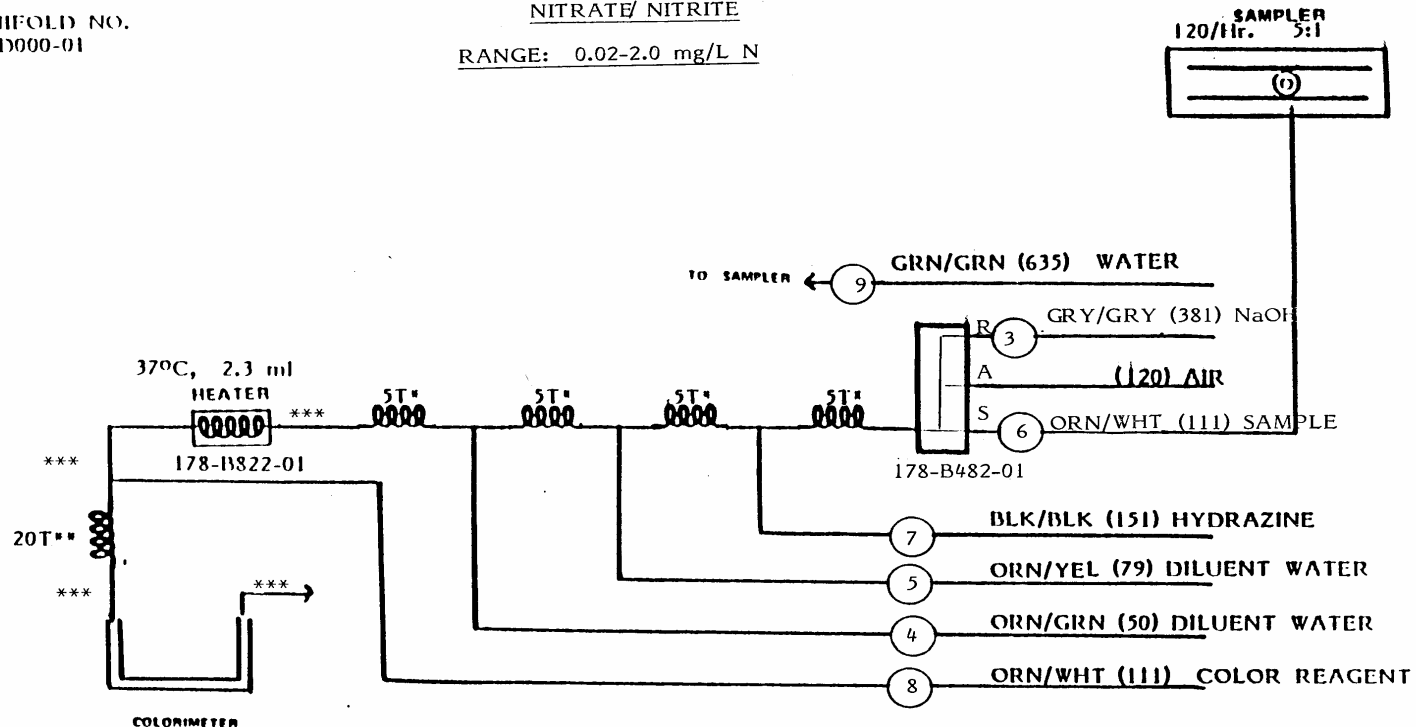 IFOLD NO.
D000-01
NITRATE/ NITRITE
RANGE: 0.02-2.0 mg/L N
SAMPLER
120/Hr. 5:1
TO SAMPLER
9
GRN/GRN (635) WATER
R
3
GRY/GRY (381) NaOH
A
(120) AIR
S
6
ORN/WHT (111) SAMPLE
178-B482-01
37°C, 2.3 ml
HEATER
***
5T*
5T*
5T*
5T*
178-B822-01
***
20T**
***
***
7
BLK/BLK (151) HYDRAZINE
5
ORN/YEL (79) DILUENT WATER
4
ORN/GRN (50) DILUENT WATER
8
ORN/WHT (111) COLOR REAGENT
COLORIMETER